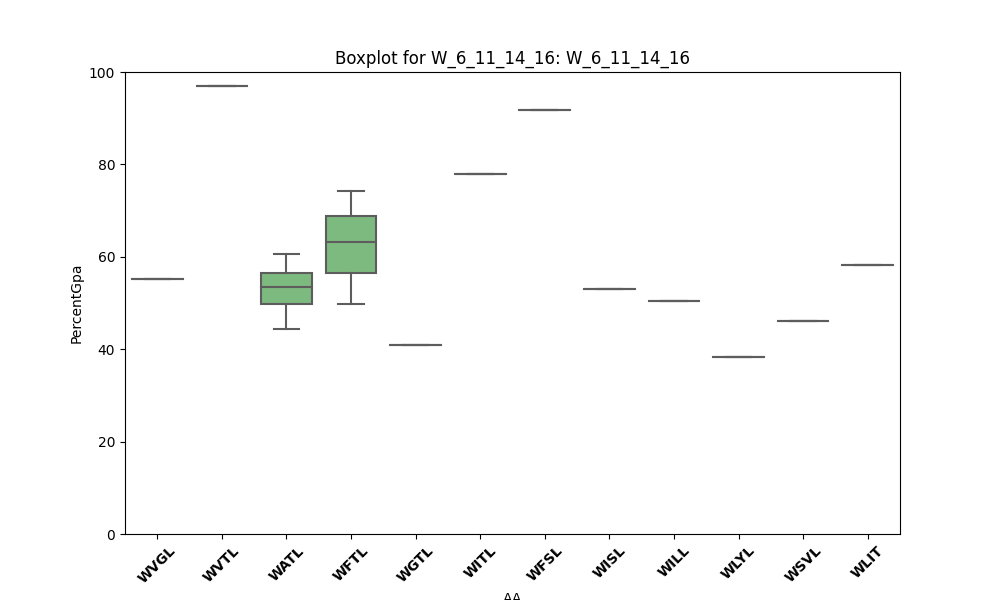 Boxplot for W_6_11_14_16: W_6_11_14_16
100
80
60
40
20
0
PercentGpa
WVGL
WVTL
WATL
WFTL
WGTL
WITL
WFSL
WISL
WILL
WLYL
WSVL
WLIT
AA